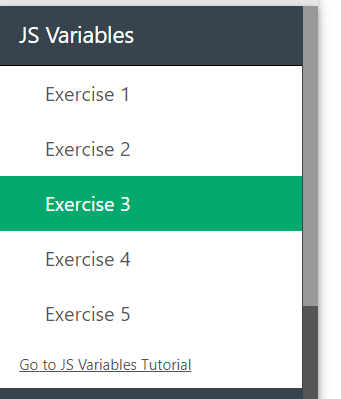 JS Variables
Exercise 1
Exercise 2
Exercise 3
Exercise 4
Exercise 5
Go to JS Variables Tutorial